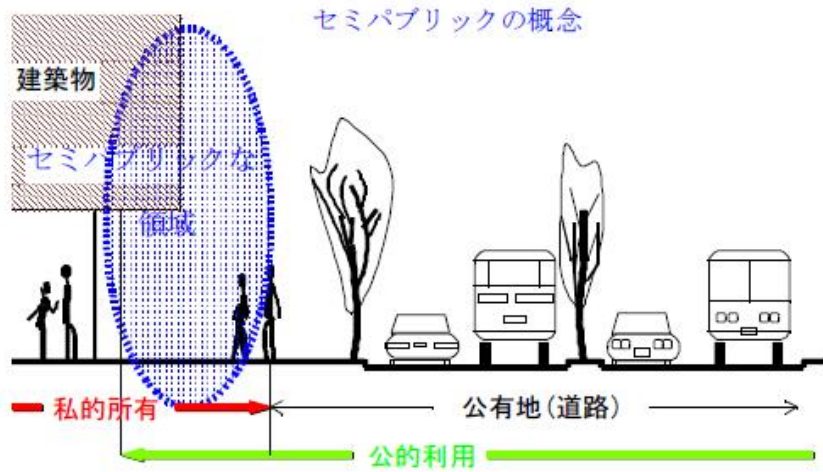 セミパブリックの概念
建築物
セミパブリックな
領域
私的所有
公有地(道路)
公的利用